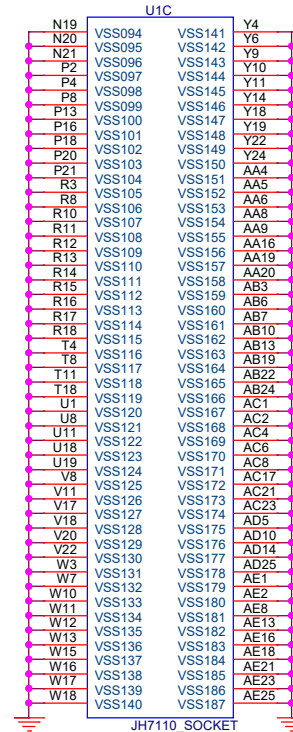 U1C
N19 VSS094 VSS141 Y4
N20 VSS095 VSS142 Y6
N21 VSS096 VSS143 Y9
P2 VSS097 VSS144 Y10
P4 VSS098 VSS145 Y11
P8 VSS099 VSS146 Y14
P13 VSS100 VSS147 Y18
P16 VSS101 VSS148 Y19
P18 VSS102 VSS149 Y22
P20 VSS103 VSS150 Y24
P21 VSS104 VSS151 AA4
R3 VSS105 VSS152 AA5
R8 VSS106 VSS153 AA6
R10 VSS107 VSS154 AA8
R11 VSS108 VSS155 AA9
R12 VSS109 VSS156 AA16
R13 VSS110 VSS157 AA19
R14 VSS111 VSS158 AA20
R15 VSS112 VSS159 AB3
R16 VSS113 VSS160 AB6
R17 VSS114 VSS161 AB7
R18 VSS115 VSS162 AB10
T4 VSS116 VSS163 AB13
T8 VSS117 VSS164 AB19
T11 VSS118 VSS165 AB22
T18 VSS119 VSS166 AB24
U1 VSS120 VSS167 AC1
U8 VSS121 VSS168 AC2
U11 VSS122 VSS169 AC4
U18 VSS123 VSS170 AC6
U19 VSS124 VSS171 AC8
V8 VSS125 VSS172 AC17
V11 VSS126 VSS173 AC21
V17 VSS127 VSS174 AC23
V18 VSS128 VSS175 AD5
V20 VSS129 VSS176 AD10
V22 VSS130 VSS177 AD14
W3 VSS131 VSS178 AD25
W7 VSS132 VSS179 AE1
W10 VSS133 VSS180 AE2
W11 VSS134 VSS181 AE8
W12 VSS135 VSS182 AE13
W13 VSS136 VSS183 AE16
W15 VSS137 VSS184 AE18
W16 VSS138 VSS185 AE21
W17 VSS139 VSS186 AE23
W18 VSS140 VSS187 AE25
JH7110_SOCKET